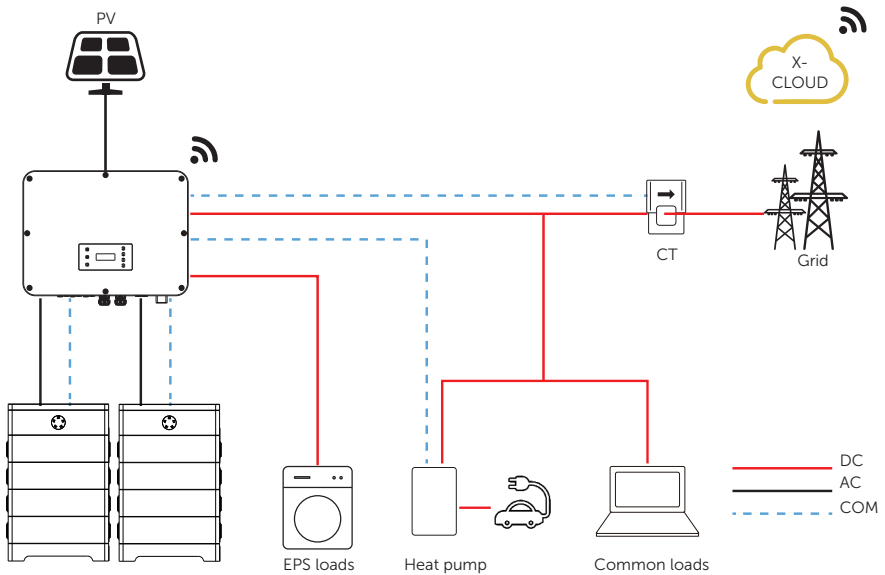 PV
X-
CLOUD
CT
Grid
DC
AC
COM
EPS loads
Heat pump
Common loads